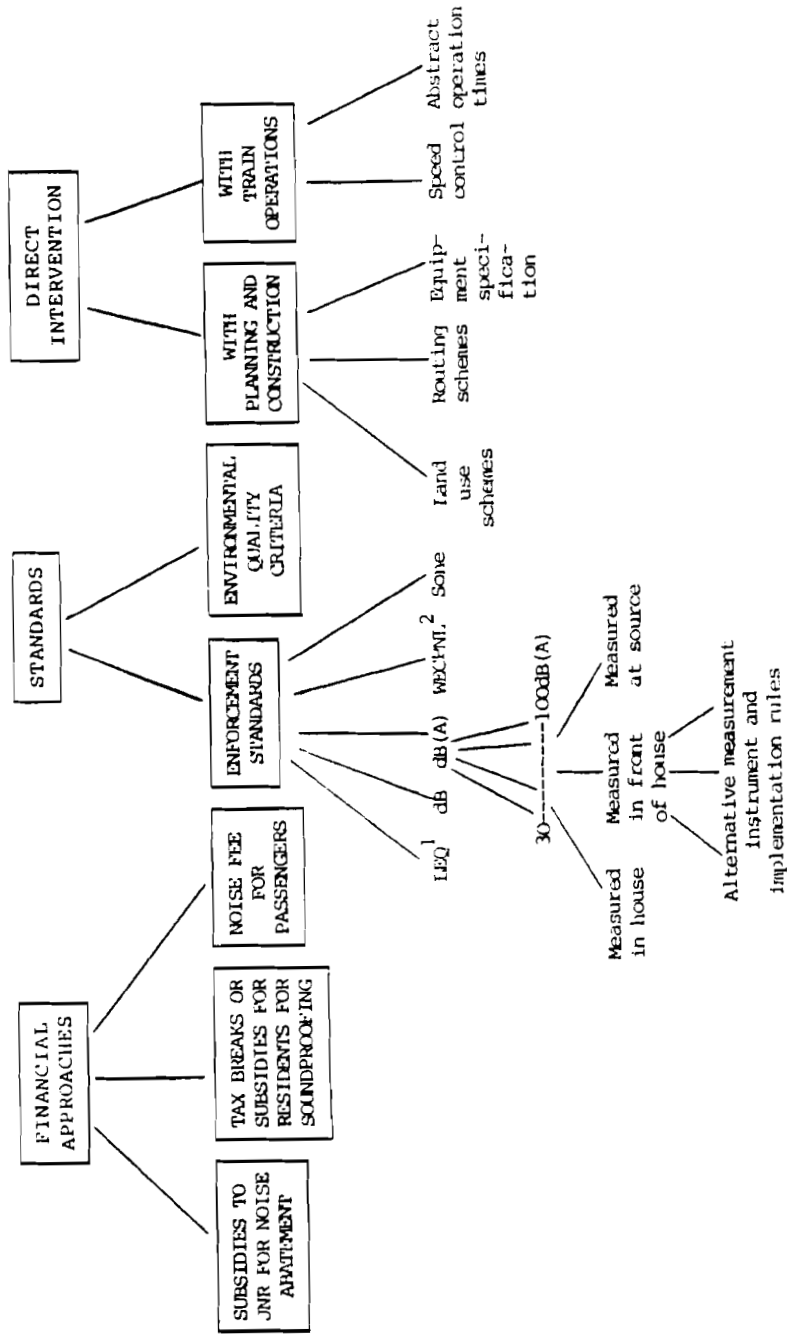 FINANCIAL
APPROACHES
STANDARDS
DIRECT
INTERVENTION
SUBSIDIES TO
JNR FOR NOISE
ABATEMENT
TAX BREAKS OR
SUBSIDIES FOR
RESIDENTS FOR
SOUNDPROOFING
NOISE FEE
FOR
PASSENGERS
ENFORCEMENT
STANDARDS
ENVIRONMENTAL
QUALITY
CRITERIA
WITH
PLANNING AND
CONSTRUCTION
WITH
TRAIN
OPERATIONS
LEQ¹
dB
dB(A)
WECPNL²
Sone
Land
use
schemes
Routing
schemes
Equip-
ment
speci-
fica-
tion
Speed
control
Abstract
operation
times
30---------100dB(A)
Measured
in house
Measured
in front
of house
Measured
at source
Alternative measurement
instrument and
implementation rules